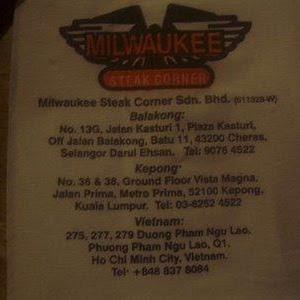 MILWAUKEE
STEAK CORNER
Milwaukee Steak Corner Sdn. Bhd. (611328-W)
Balakong:
No. 13G, Jalan Kasturi 1, Plaza Kasturi,
Off Jalan Balakong, Batu 11, 43200 Cheras,
Selangor Darul Ehsan. Tel: 9076 4522
Kepong:
No. 36 & 38, Ground Floor Vista Magna,
Jalan Prima, Metro Prima, 52100 Kepong,
Kuala Lumpur. Tel: 03-6252 4522
Vietnam:
275, 277, 279 Duong Pham Ngu Lao,
Phuong Pham Ngu Lao, Q1.
Ho Chi Minh City, Vietnam.
Tel: +848 837 8084